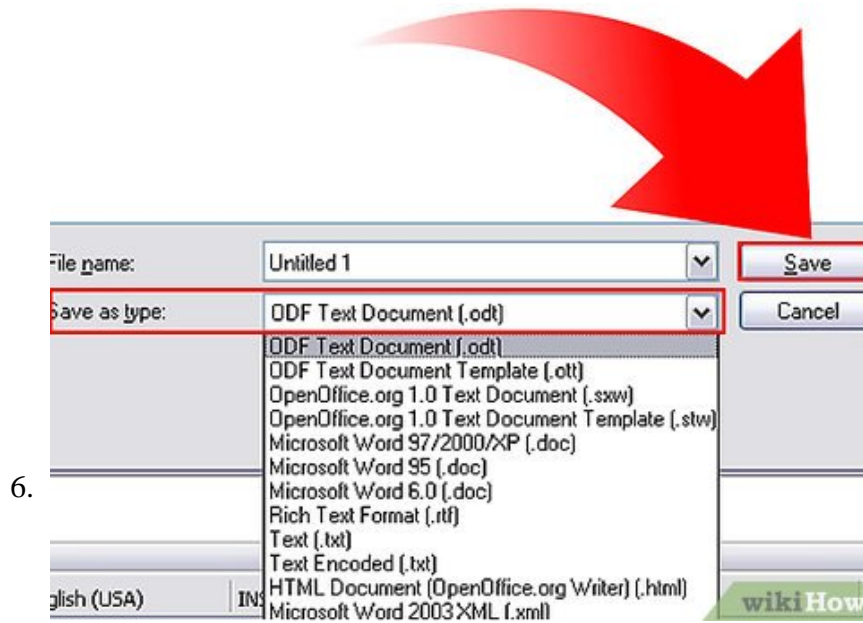 File name:
Untitled 1
Save
Save as type:
ODF Text Document (.odt)
Cancel
ODF Text Document (.odt)
ODF Text Document Template (.ott)
OpenOffice.org 1.0 Text Document (.sxw)
OpenOffice.org 1.0 Text Document Template (.stw)
Microsoft Word 97/2000/XP (.doc)
Microsoft Word 95 (.doc)
6.
Microsoft Word 6.0 (.doc)
Rich Text Format (.rtf)
Text (.txt)
Text Encoded (.txt)
HTML Document (OpenOffice.org Writer) (.html)
glish (USA)
INS
Microsoft Word 2003 XML (.xml)
wikiHow